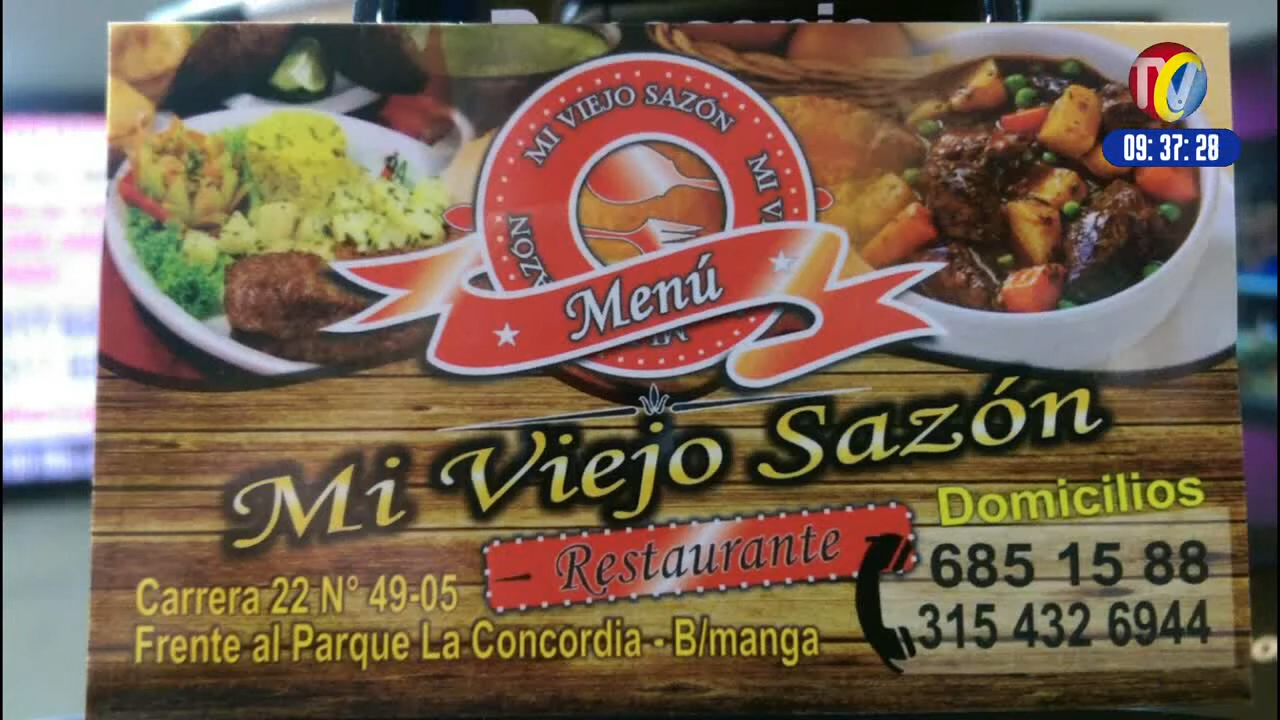 TV
09: 37: 28
MI VIEJO SAZÓN
Menú
Mi Viejo Sazón
Restaurante
Domicilios
685 15 88
315 432 6944
Carrera 22 N° 49-05
Frente al Parque La Concordia - B/manga